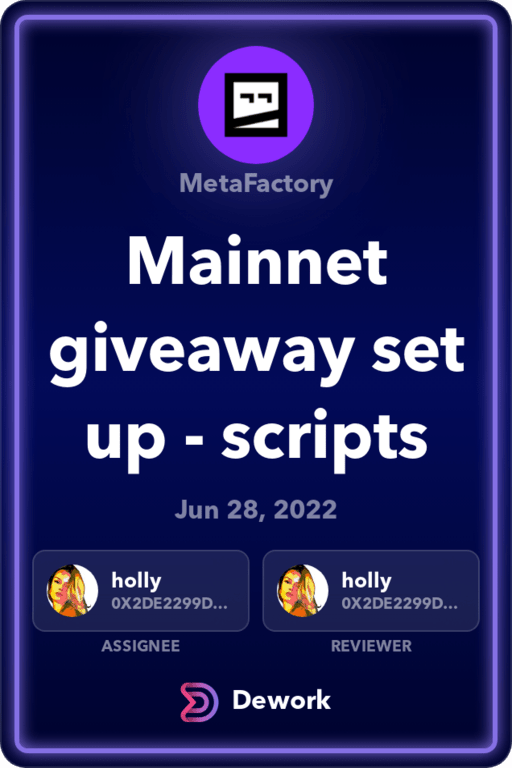 MetaFactory
Mainnet
giveaway set
up - scripts
Jun 28, 2022
holly
0X2DE2299D...
ASSIGNEE
holly
0X2DE2299D...
REVIEWER
Dework